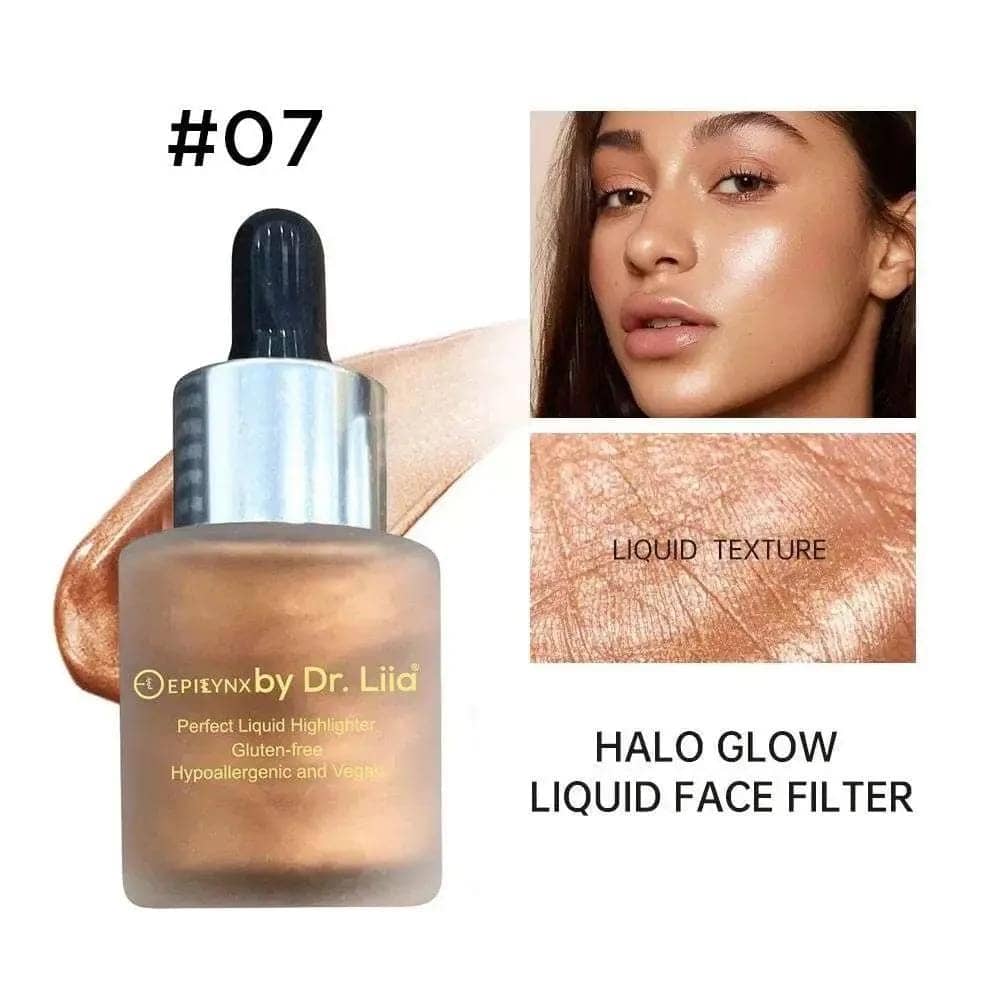 #07
EPILYNX by Dr. Liia®
Perfect Liquid Highlighter
Gluten-free
Hypoallergenic and Vegan
LIQUID TEXTURE
HALO GLOW
LIQUID FACE FILTER